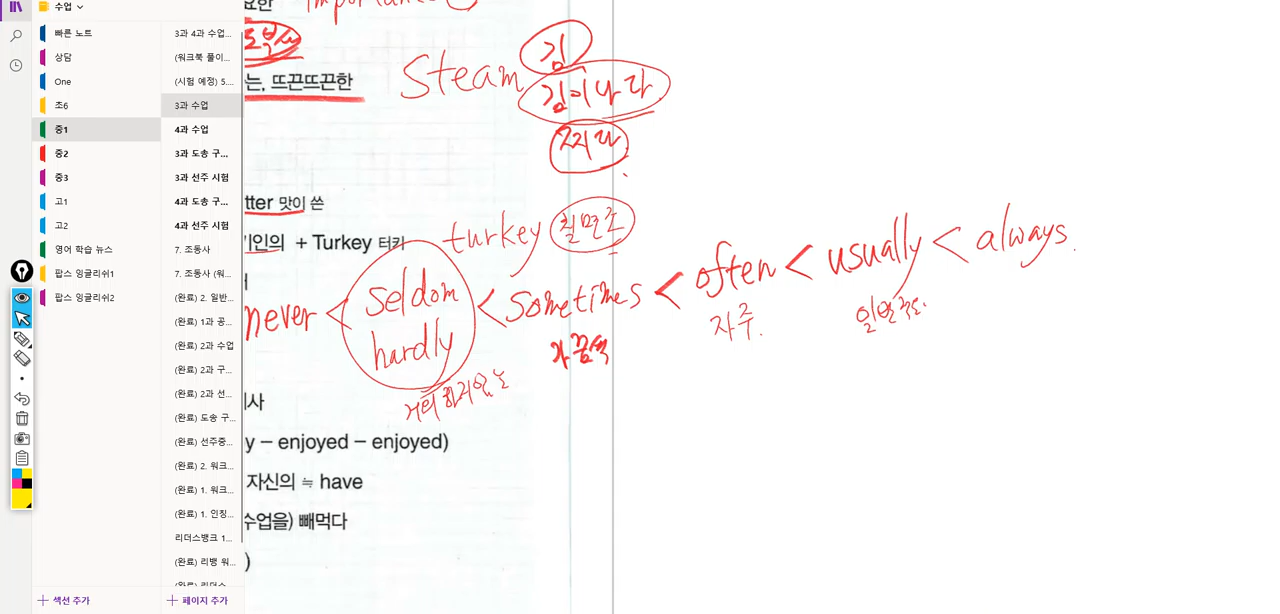 수업
빠른 노트
상담
One
초6
중1
중2
중3
고1
고2
영어 학습 뉴스
팝스 잉글리쉬1
팝스 잉글리쉬2
+ 섹션 추가
3과 4과 수업...
(워크북 풀이...
(시험 예정) 5....
3과 수업
4과 수업
3과 도송 구...
3과 선주 시험
4과 도송 구...
4과 선주 시험
7. 조동사
7. 조동사 (워...
(완료) 2. 일반...
(완료) 1과 공...
(완료) 2과 수업
(완료) 2과 구...
(완료) 2과 선...
(완료) 도송 구...
(완료) 선주중...
(완료) 2. 워크...
(완료) 1. 워크...
(완료) 1. 인칭...
리더스뱅크 1...
(완료) 리뱅 워...
(완료) 리더스...
+ 페이지 추가
요한
는, 뜨끈뜨끈한
Steam 김
김이나다
찌다
tter 맛이 쓴
turkey 칠면조
기인의 + Turkey 터키
never < seldom hardly < sometimes < often < usually < always.
거의 하지않는
가끔씩
자주.
사
y – enjoyed – enjoyed)
자신의 ≒ have
수업을) 빼먹다
)